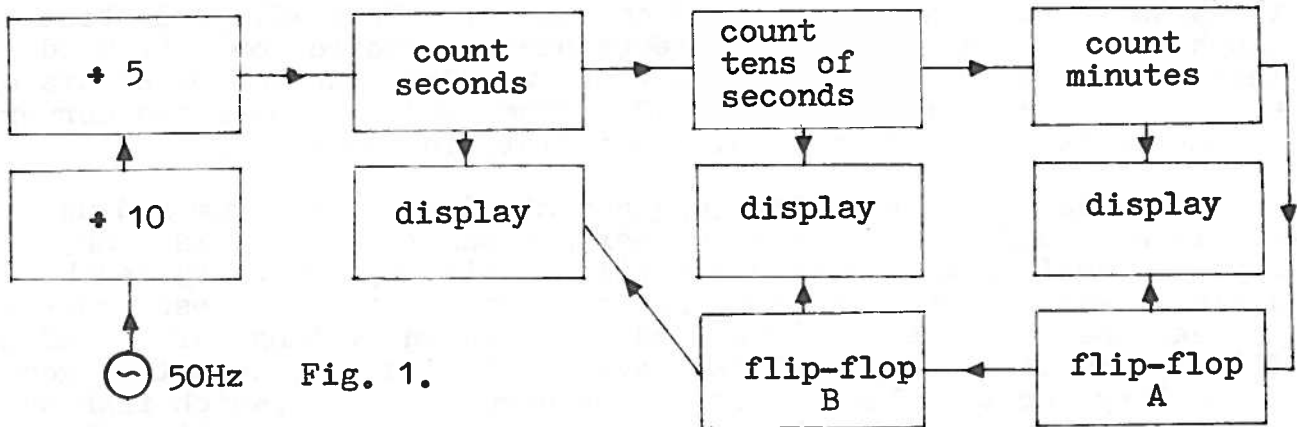 ÷ 5
count
seconds
count
tens of
seconds
count
minutes
÷ 10
display
display
display
50Hz
Fig. 1.
flip-flop
B
flip-flop
A